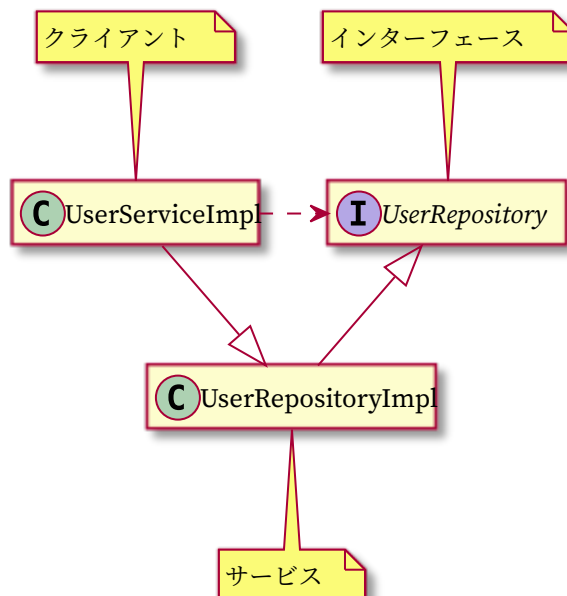 クライアント
インターフェース
C UserServiceImpl
I UserRepository
C UserRepositoryImpl
サービス